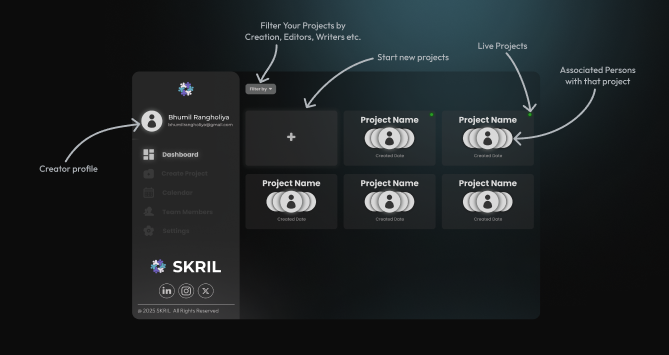 Filter Your Projects by
Creation, Editors, Writers etc.
Start new projects
Live Projects
Associated Persons
with that project
Creator profile
Bhumil Rangholiya
bhumilrangholiya@gmail.com
Dashboard
Create Project
Calender
Team Members
Settings
SKRIL
© 2025 SKRIL. All Rights Reserved
Filter by
Project Name
Created Date
Project Name
Created Date
Project Name
Created Date
Project Name
Created Date
Project Name
Created Date